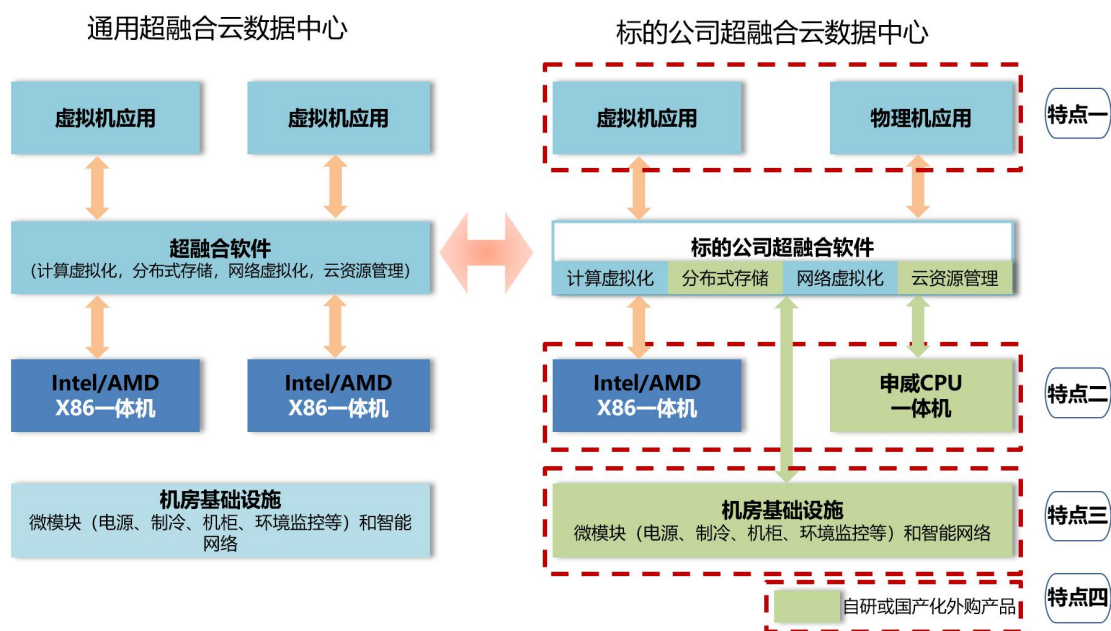 通用超融合云数据中心
标的公司超融合云数据中心
虚拟机应用
虚拟机应用
虚拟机应用
物理机应用
特点一
超融合软件
(计算虚拟化，分布式存储，网络虚拟化，云资源管理)
标的公司超融合软件
计算虚拟化
分布式存储
网络虚拟化
云资源管理
Intel/AMD
X86一体机
Intel/AMD
X86一体机
Intel/AMD
X86一体机
申威CPU
一体机
特点二
机房基础设施
微模块（电源、制冷、机柜、环境监控等）和智能
网络
机房基础设施
微模块（电源、制冷、机柜、环境监控等）和智能网络
特点三
自研或国产化外购产品
特点四